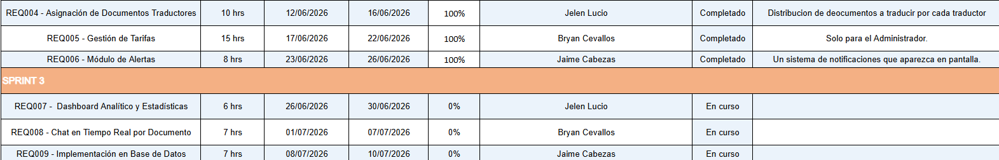 REQ004 - Asignación de Documentos Traductores 10 hrs 12/06/2026 16/06/2026 100% Jelen Lucio Completado Distribucion de deocumentos a traducir por cada traductor
REQ005 - Gestión de Tarifas 15 hrs 17/06/2026 22/06/2026 100% Bryan Cevallos Completado Solo para el Administrador.
REQ006 - Módulo de Alertas 8 hrs 23/06/2026 26/06/2026 100% Jaime Cabezas Completado Un sistema de notificaciones que aparezca en pantalla.
SPRINT 3
REQ007 - Dashboard Analítico y Estadísticas 6 hrs 26/06/2026 30/06/2026 0% Jelen Lucio En curso
REQ008 - Chat en Tiempo Real por Documento 7 hrs 01/07/2026 07/07/2026 0% Bryan Cevallos En curso
REQ009 - Implementación en Base de Datos 7 hrs 08/07/2026 10/07/2026 0% Jaime Cabezas En curso